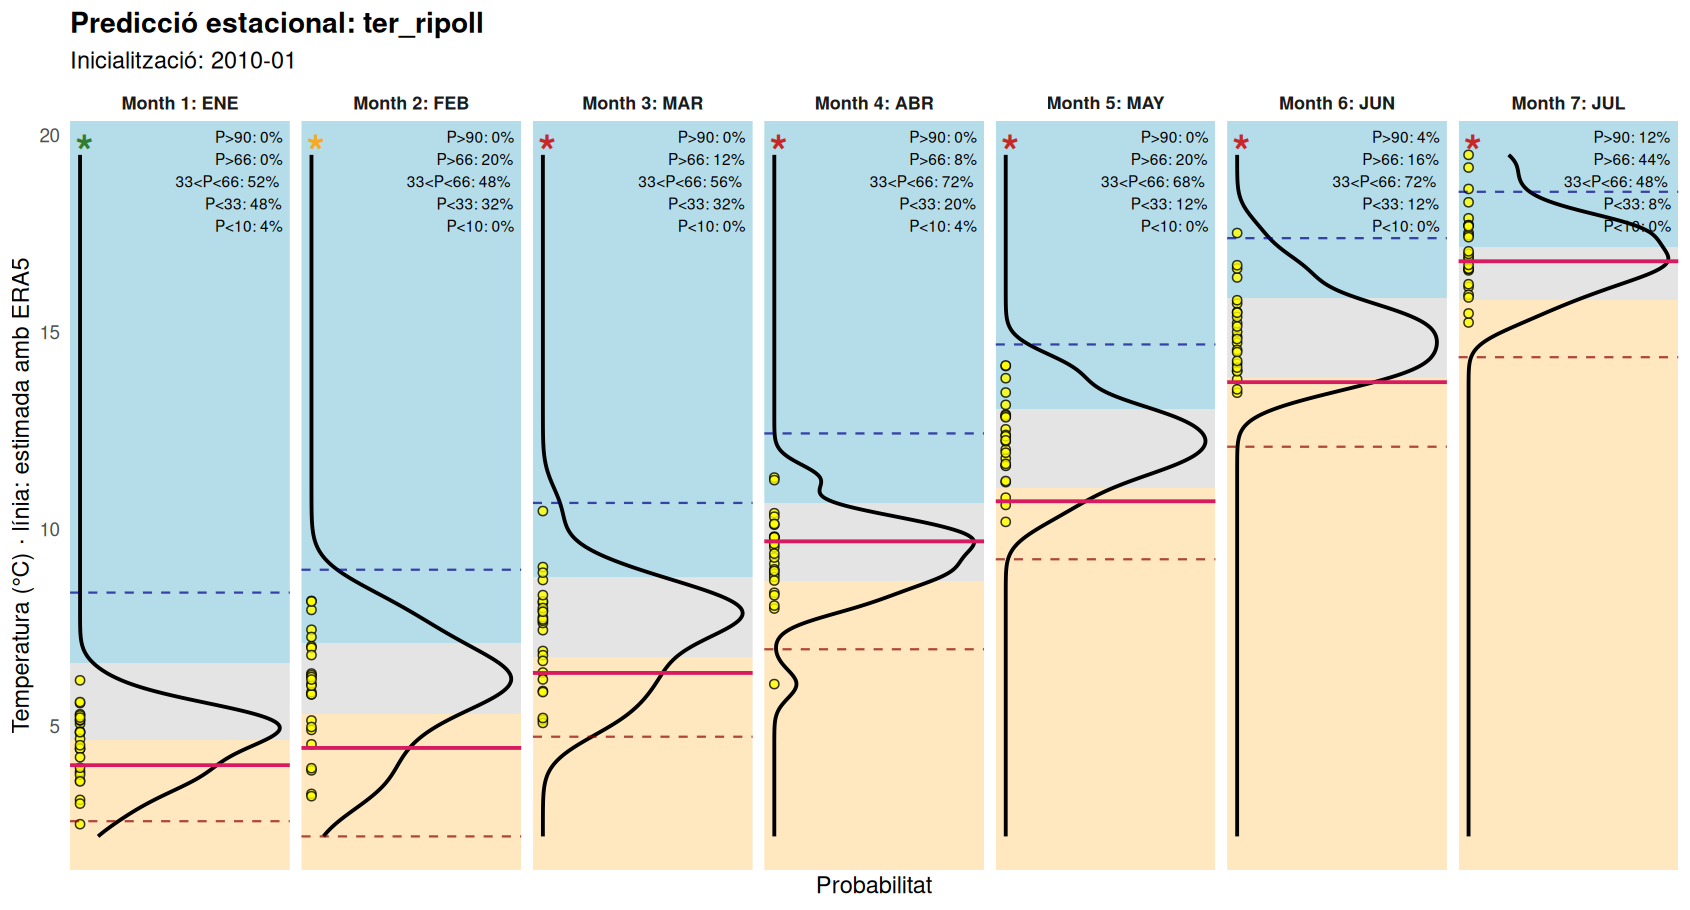 Predicció estacional: ter_ripoll
Inicialització: 2010-01
Month 1: ENE
P>90: 0%
P>66: 0%
33<P<66: 52%
P<33: 48%
P<10: 4%
Month 2: FEB
P>90: 0%
P>66: 20%
33<P<66: 48%
P<33: 32%
P<10: 0%
Month 3: MAR
P>90: 0%
P>66: 12%
33<P<66: 56%
P<33: 32%
P<10: 0%
Month 4: ABR
P>90: 0%
P>66: 8%
33<P<66: 72%
P<33: 20%
P<10: 4%
Month 5: MAY
P>90: 0%
P>66: 20%
33<P<66: 68%
P<33: 12%
P<10: 0%
Month 6: JUN
P>90: 4%
P>66: 16%
33<P<66: 72%
P<33: 12%
P<10: 0%
Month 7: JUL
P>90: 12%
P>66: 44%
33<P<66: 48%
P<33: 8%
P<10: 0%
20
15
10
5
Temperatura (°C) · línia: estimada amb ERA5
Probabilitat